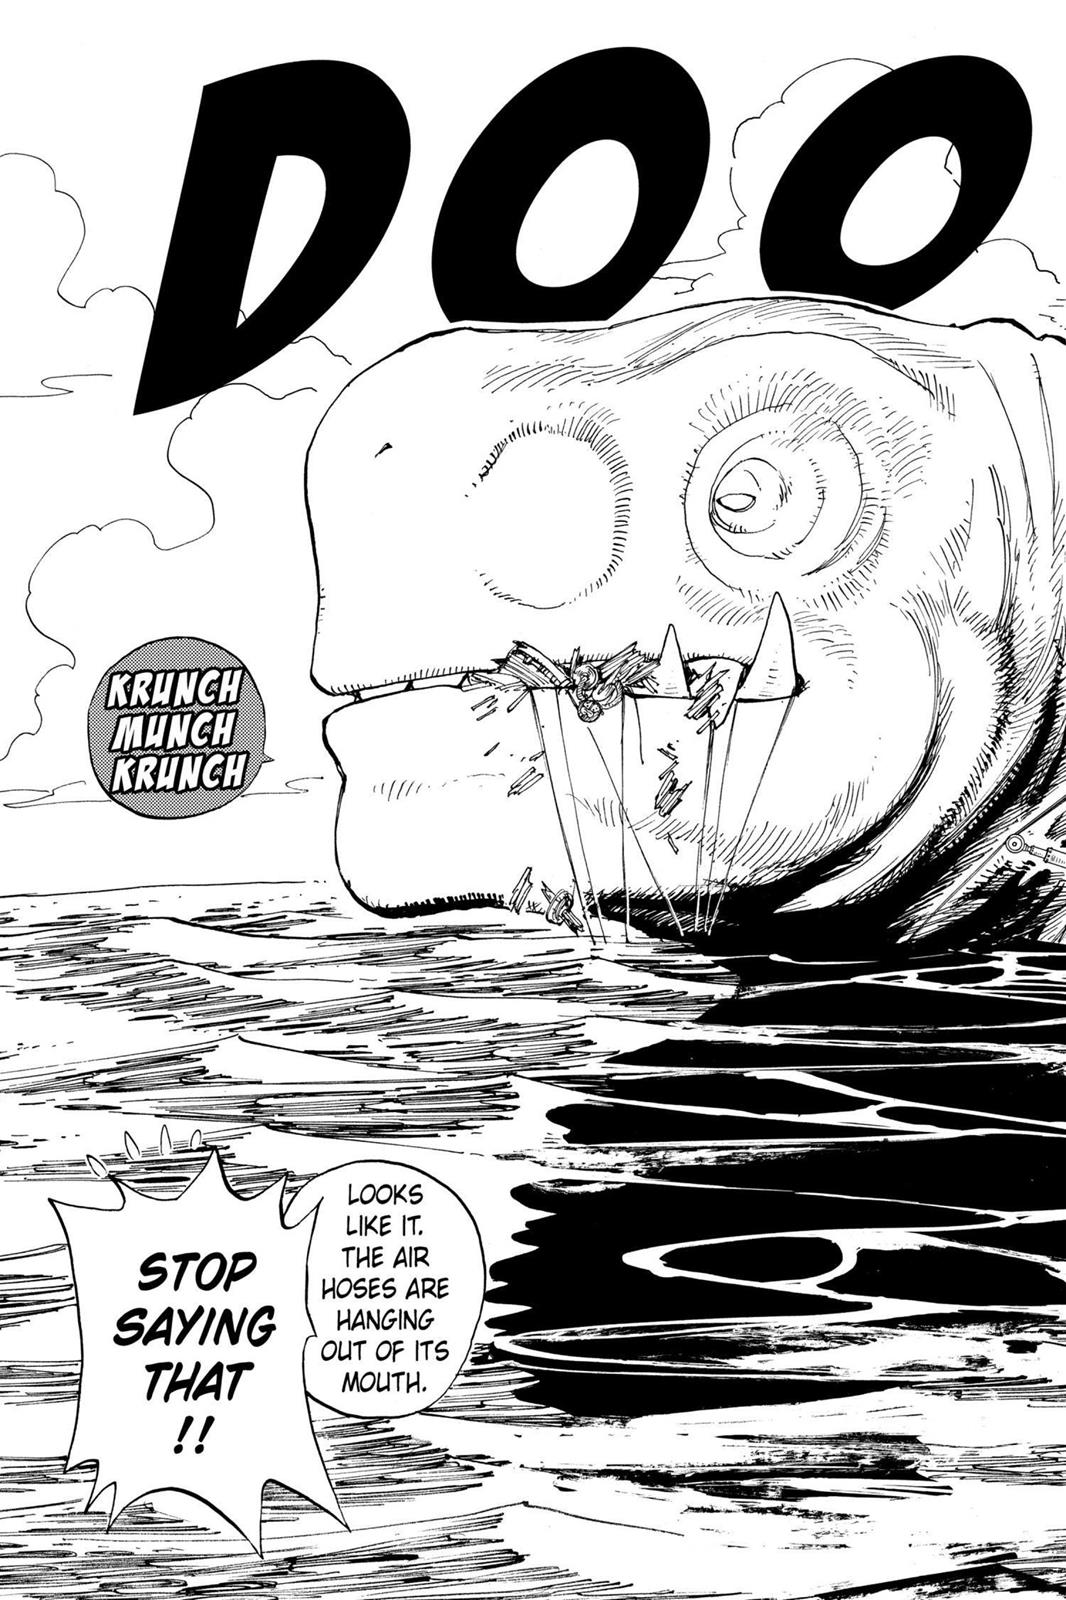 DOO
KRUNCH
MUNCH
KRUNCH
LOOKS
LIKE IT.
THE AIR
HOSES ARE
HANGING
OUT OF ITS
MOUTH.
STOP
SAYING
THAT
!!